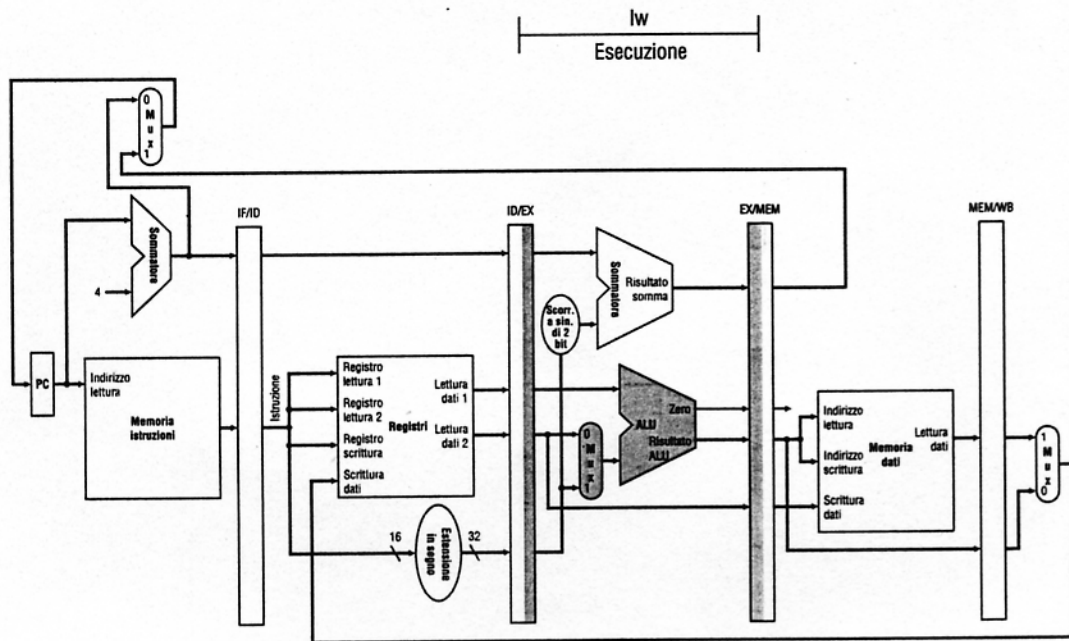 lw
Esecuzione
0
M
u
x
1
IF/ID
ID/EX
EX/MEM
MEM/WB
Sommatore
4
Sommatore
Risultato
somma
Scorr.
a sin.
di 2
bit
PC
Indirizzo
lettura
Memoria
istruzioni
Istruzione
Registro
lettura 1
Registro
lettura 2
Registro
scrittura
Scrittura
dati
Registri
Lettura
dati 1
Lettura
dati 2
0
M
u
x
1
ALU
Zero
Risultato
ALU
Indirizzo
lettura
Indirizzo
scrittura
Scrittura
dati
Memoria
dati
Lettura
dati
1
M
u
x
0
16
Estensione
in segno
32